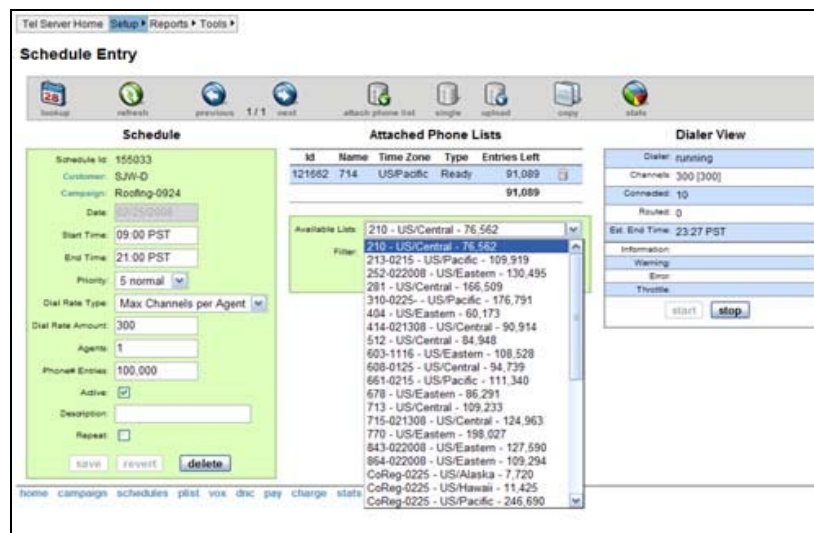 Tel Server Home Setup Reports Tools
Schedule Entry
28
lookup refresh previous 1 / 1 next attach phone list single upload copy stats
Schedule
Schedule Id: 155033
Customer: SJW-D
Campaign: Roofing-0924
Date: 02/25/2008
Start Time: 09:00 PST
End Time: 21:00 PST
Priority: 5 normal
Dial Rate Type: Max Channels per Agent
Dial Rate Amount: 300
Agents: 1
Phone# Entries: 100,000
Active:
Description:
Repeat:
save revert delete
Attached Phone Lists
Id Name Time Zone Type Entries Left
121662 714 US/Pacific Ready 91,089
91,089
Available Lists: 210 - US/Central - 76,562
Filter:
210 - US/Central - 76,562
213-0215 - US/Pacific - 109,919
252-022008 - US/Eastern - 130,495
281 - US/Central - 166,509
310-0225- - US/Pacific - 176,791
404 - US/Eastern - 60,173
414-021308 - US/Central - 90,914
512 - US/Central - 84,948
603-1116 - US/Eastern - 108,528
608-0125 - US/Central - 94,739
661-0215 - US/Pacific - 111,340
678 - US/Eastern - 86,291
713 - US/Central - 109,233
715-021308 - US/Central - 124,963
770 - US/Eastern - 198,027
843-022008 - US/Eastern - 127,590
864-022008 - US/Eastern - 109,294
CoReg-0225 - US/Alaska - 7,720
CoReg-0225 - US/Hawaii - 11,425
CoReg-0225 - US/Pacific - 246,690
Dialer View
Dialer: running
Channels: 300 [300]
Connected: 10
Routed: 0
Est. End Time: 23:27 PST
Information:
Warning:
Error:
Throttle:
start stop
home campaign schedules plist vox dnc pay charge stats